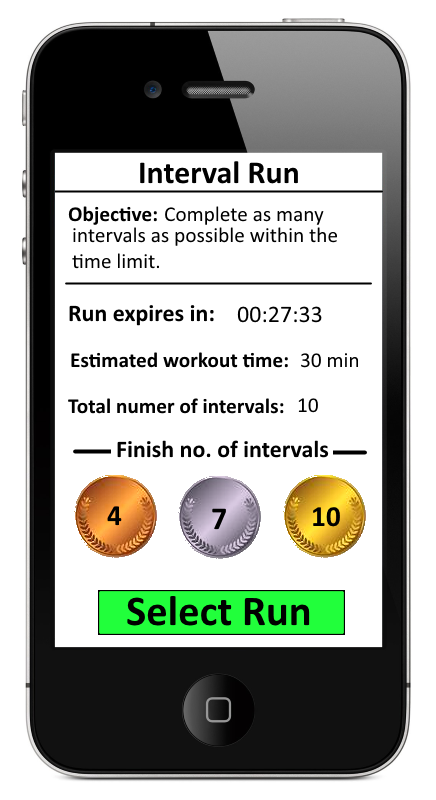 Interval Run
Objective: Complete as many
intervals as possible within the
time limit.
Run expires in: 00:27:33
Estimated workout time: 30 min
Total numer of intervals: 10
Finish no. of intervals
4 7 10
Select Run